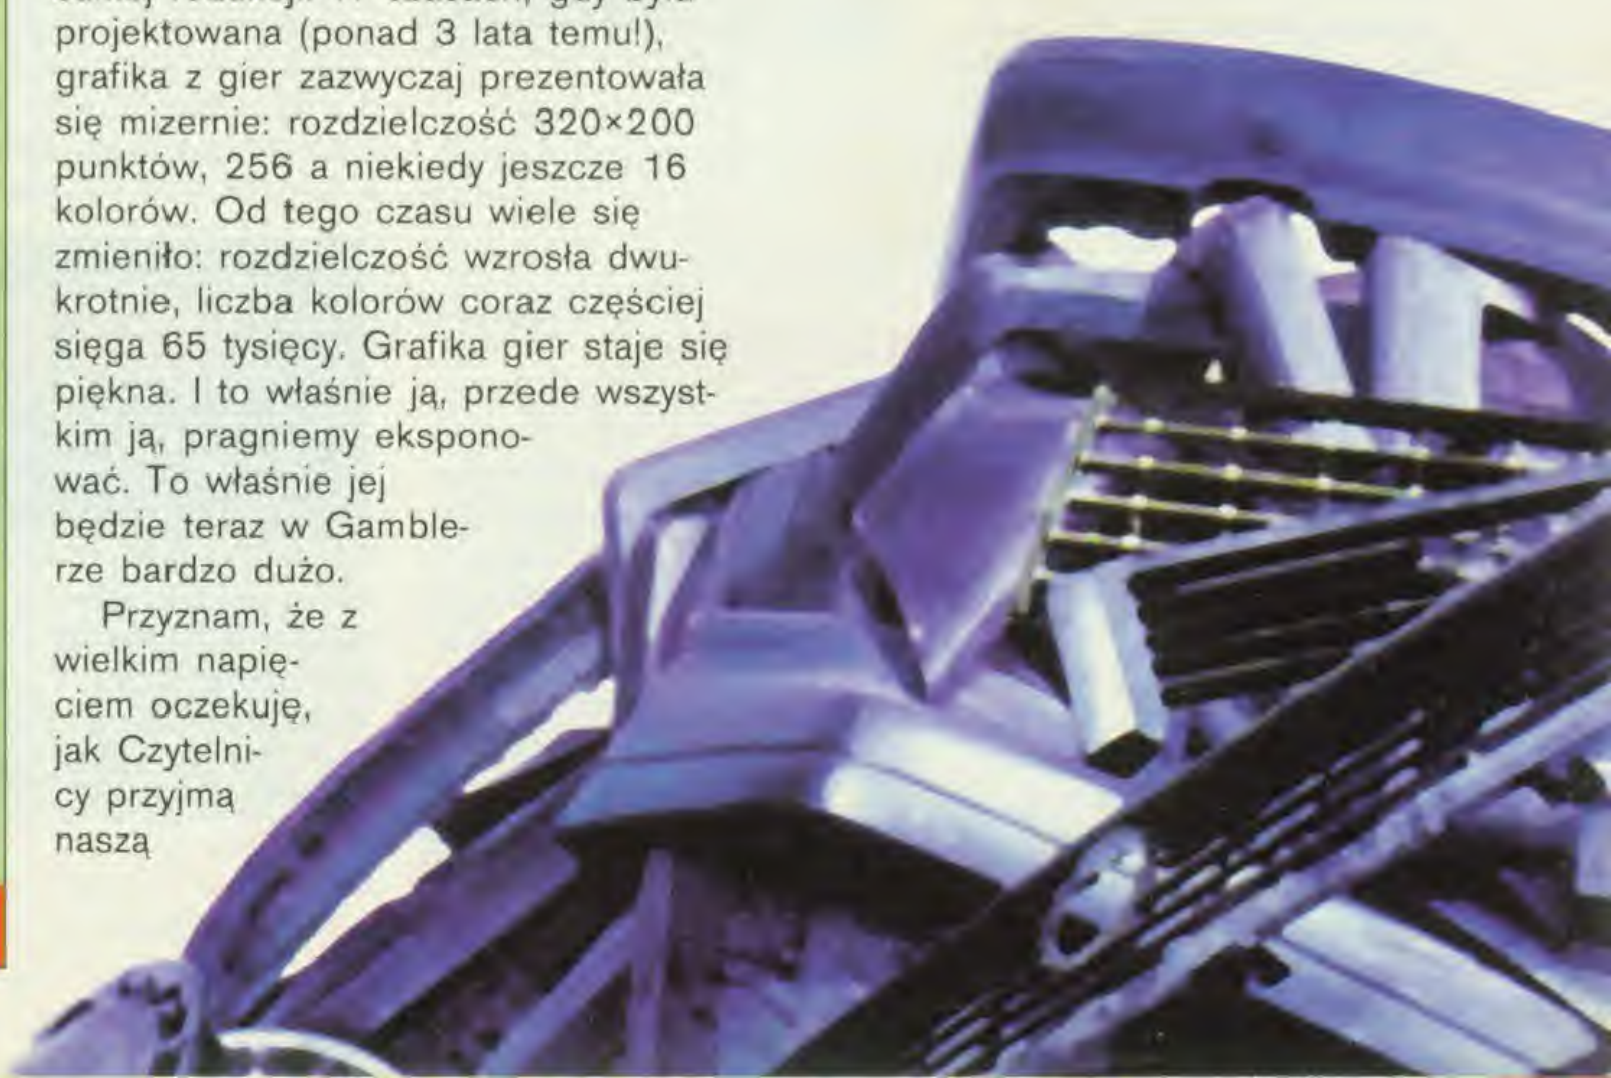 projektowana (ponad 3 lata temu!),
grafika z gier zazwyczaj prezentowała
się mizernie: rozdzielczość 320×200
punktów, 256 a niekiedy jeszcze 16
kolorów. Od tego czasu wiele się
zmieniło: rozdzielczość wzrosła dwu-
krotnie, liczba kolorów coraz częściej
sięga 65 tysięcy. Grafika gier staje się
piękna. I to właśnie ją, przede wszyst-
kim ją, pragniemy ekspono-
wać. To właśnie jej
będzie teraz w Gamble-
rze bardzo dużo.
Przyznam, że z
wielkim napię-
ciem oczekuję,
jak Czytelni-
cy przyjmą
naszą